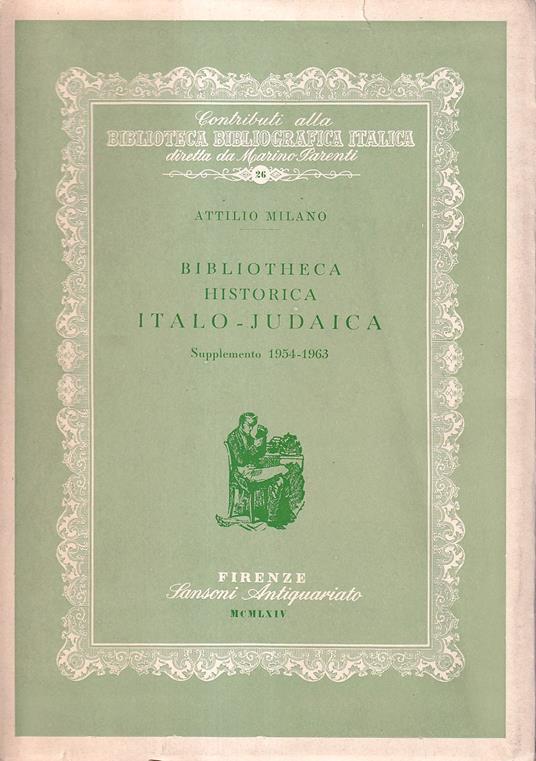 Contributi alla
BIBLIOTECA BIBLIOGRAFICA ITALICA
diretta da Marino Parenti
26
ATTILIO MILANO
BIBLIOTHECA
HISTORICA
ITALO-JUDAICA
Supplemento 1954-1963
FIRENZE
Sansoni Antiquariato
MCMLXIV